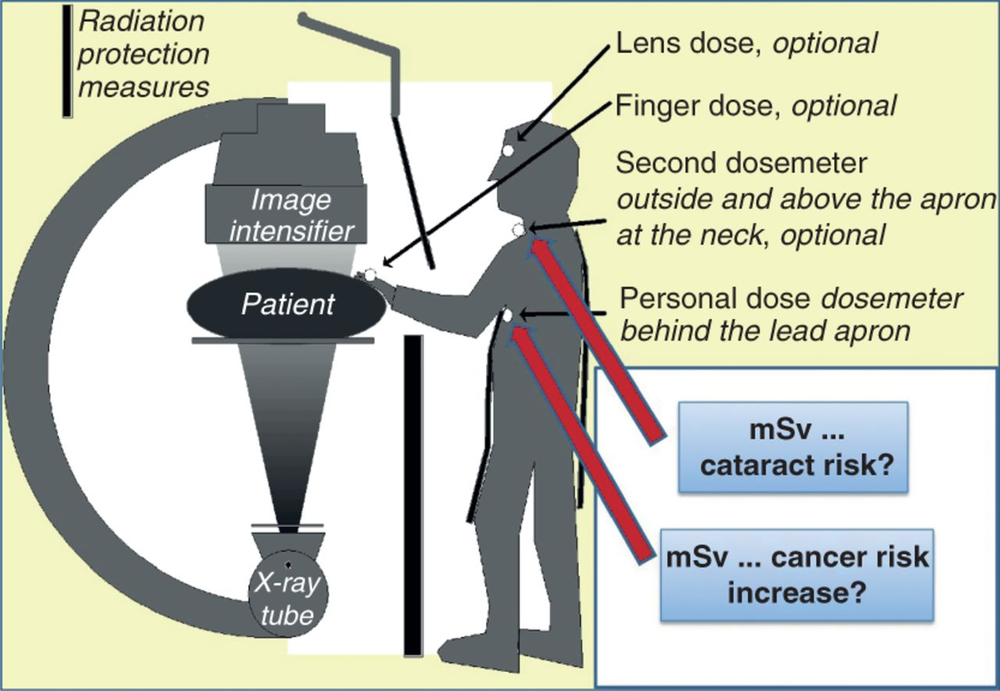 Radiation
protection
measures
Lens dose, optional
Finger dose, optional
Second dosemeter
outside and above the apron
at the neck, optional
Personal dose dosemeter
behind the lead apron
Image
intensifier
Patient
X-ray
tube
mSv ...
cataract risk?
mSv ... cancer risk
increase?